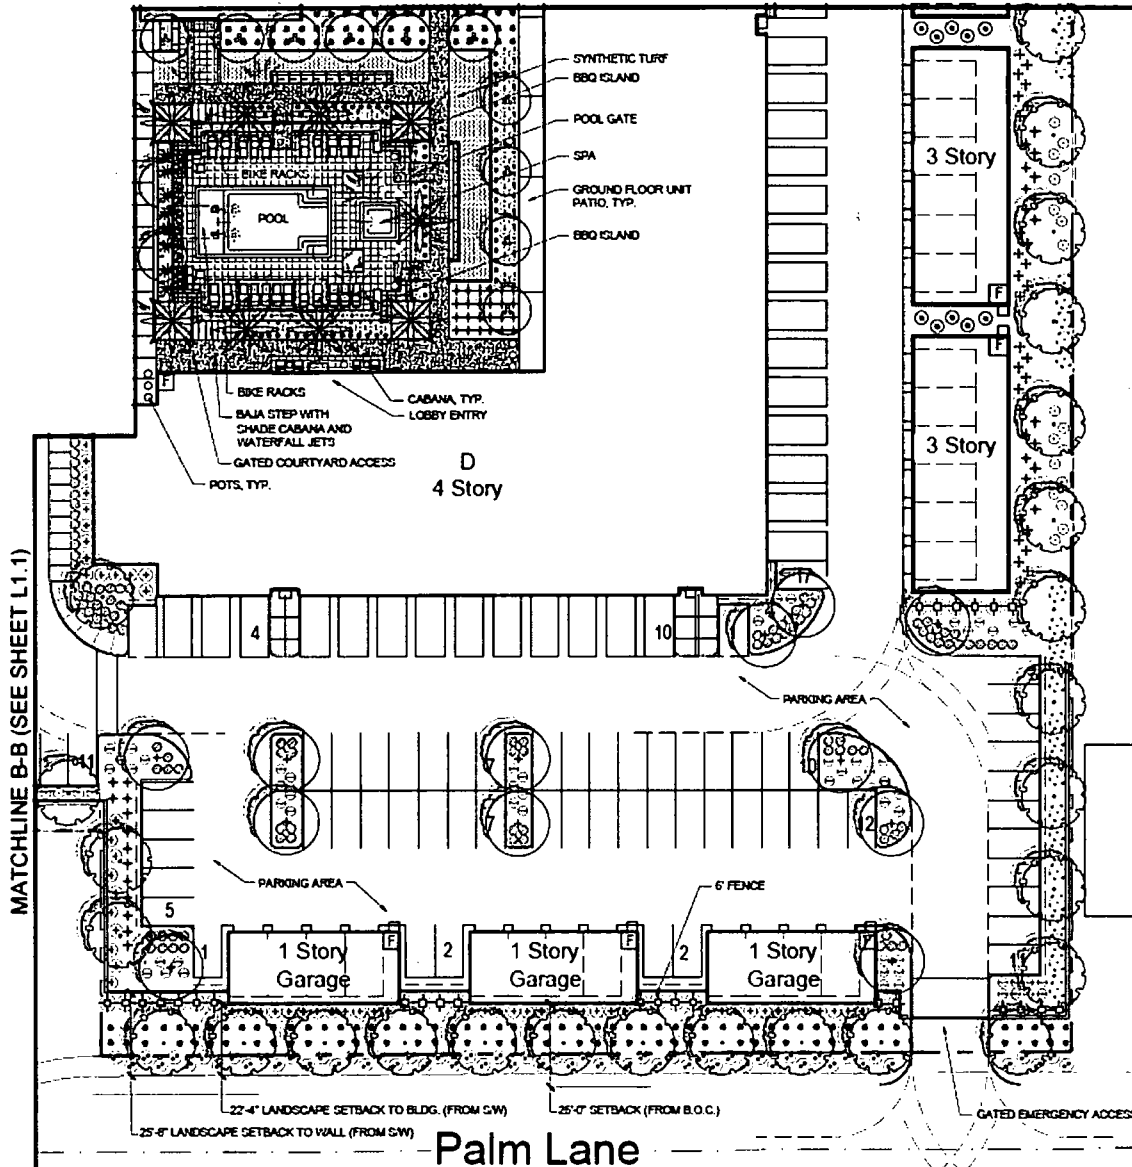 SYNTHETIC TURF
BBQ ISLAND
POOL GATE
SPA
GROUND FLOOR UNIT
PATIO, TYP.
BBQ ISLAND
BIKE RACKS
POOL
3 Story
F
F
3 Story
F
BIKE RACKS
BAJA STEP WITH
SHADE CABANA AND
WATERFALL JETS
GATED COURTYARD ACCESS
POTS, TYP.
CABANA, TYP.
LOBBY ENTRY
D
4 Story
MATCHLINE B-B (SEE SHEET L1.1)
17
4
10
PARKING AREA
11
12
PARKING AREA
6' FENCE
5
1
1 Story
Garage
F
2
1 Story
Garage
F
2
1 Story
Garage
F
11
22'-4" LANDSCAPE SETBACK TO BLDG. (FROM S/W)
25'-0" SETBACK (FROM B.O.C.)
GATED EMERGENCY ACCESS
25'-8" LANDSCAPE SETBACK TO WALL (FROM S/W)
Palm Lane